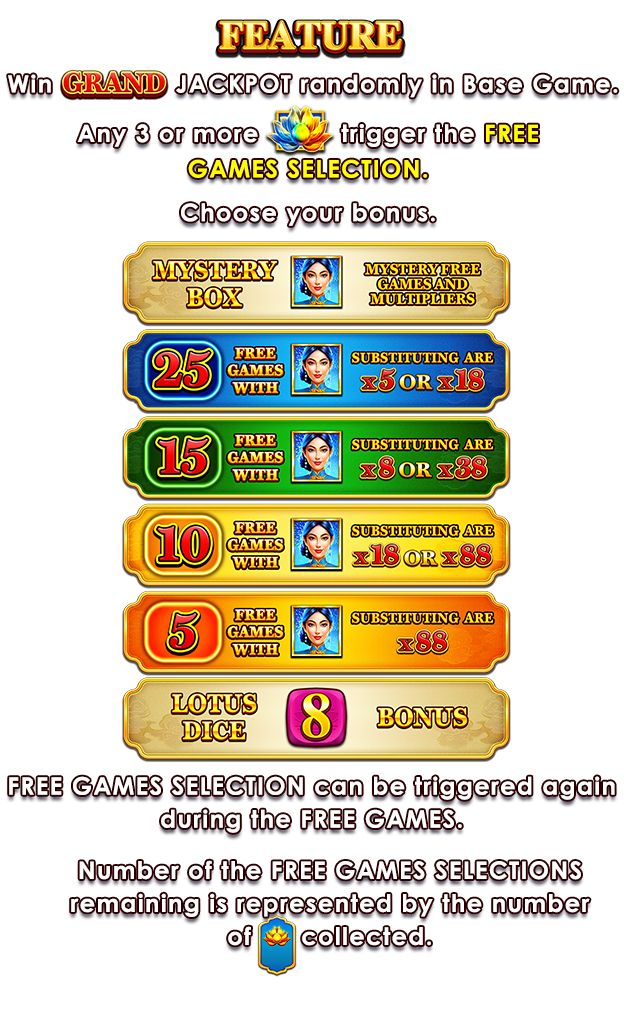 FEATURE
Win GRAND JACKPOT randomly in Base Game.
Any 3 or more trigger the FREE
GAMES SELECTION.
Choose your bonus.
MYSTERY
BOX
MYSTERY FREE
GAMES AND
MULTIPLIERS
25
FREE
GAMES
WITH
SUBSTITUTING ARE
x5 OR x18
15
FREE
GAMES
WITH
SUBSTITUTING ARE
x8 OR x38
10
FREE
GAMES
WITH
SUBSTITUTING ARE
x18 OR x88
5
FREE
GAMES
WITH
SUBSTITUTING ARE
x88
LOTUS
DICE
8
BONUS
FREE GAMES SELECTION can be triggered again
during the FREE GAMES.
Number of the FREE GAMES SELECTIONS
remaining is represented by the number
of collected.